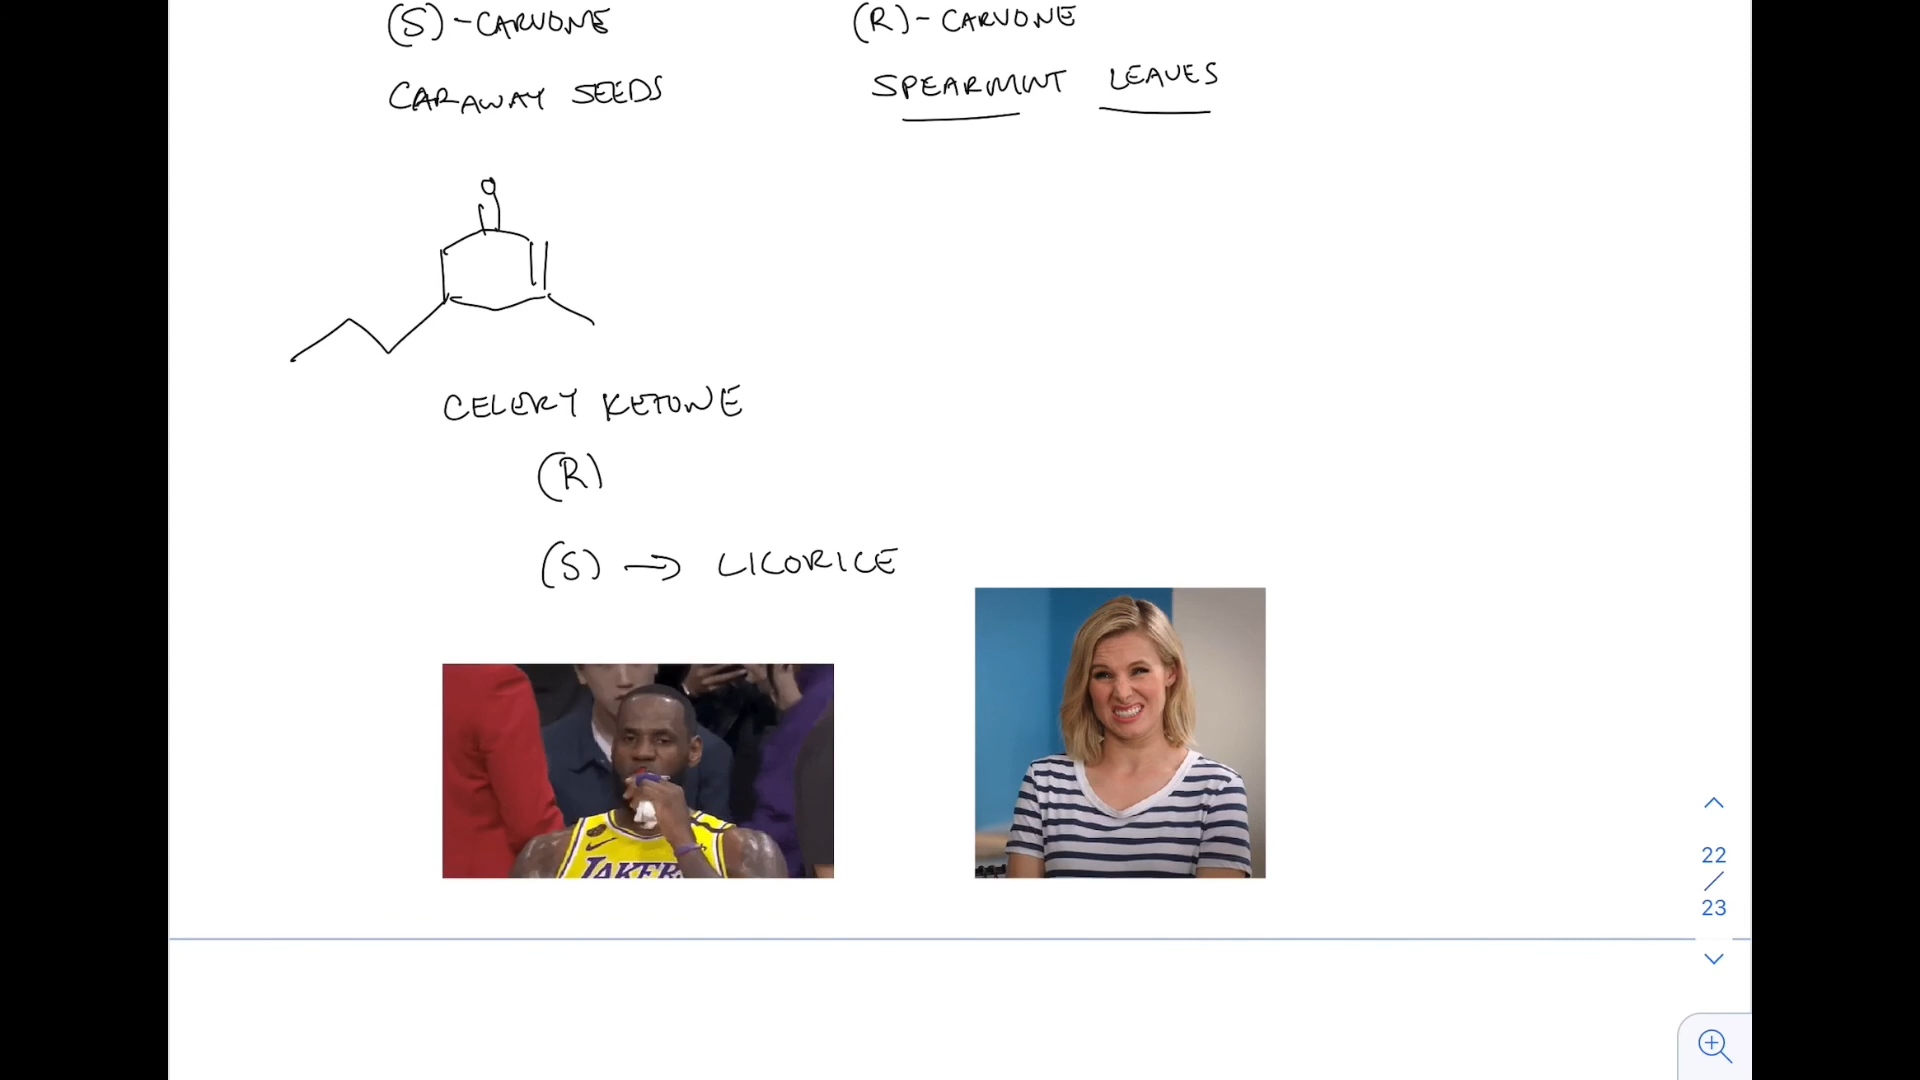 (S)-CARVONE
(R)-CARVONE
CARAWAY SEEDS
SPEARMINT LEAVES
O
CELERY KETONE
(R)
(S) → LICORICE
LAKERS
22
/
23